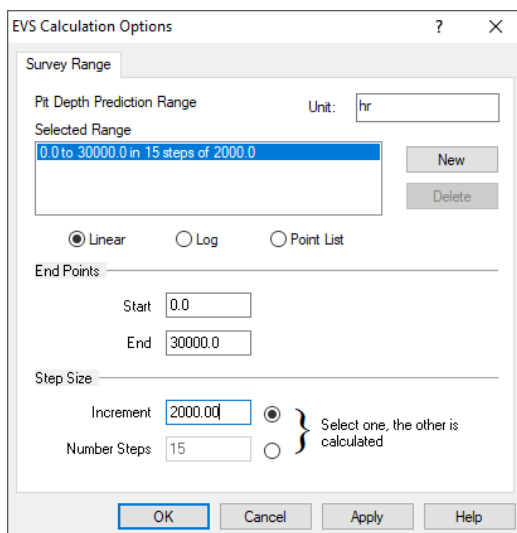 EVS Calculation Options
?
Survey Range
Pit Depth Prediction Range
Unit: hr
Selected Range
0.0 to 30000.0 in 15 steps of 2000.0
New
Delete
Linear Log Point List
End Points
Start 0.0
End 30000.0
Step Size
Increment 2000.00
Number Steps 15
Select one, the other is
calculated
OK Cancel Apply Help